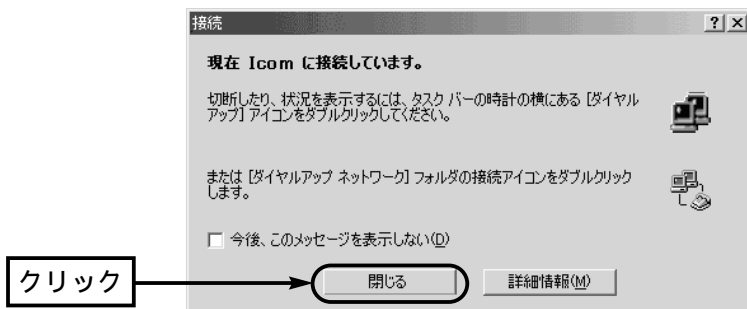 接続
? ×
現在 Icom に接続しています。
切断したり、状況を表示するには、タスク バーの時計の横にある [ダイヤル
アップ] アイコンをダブルクリックしてください。
または [ダイヤルアップ ネットワーク] フォルダの接続アイコンをダブルクリック
します。
今後、このメッセージを表示しない(D)
クリック
閉じる 詳細情報(M)